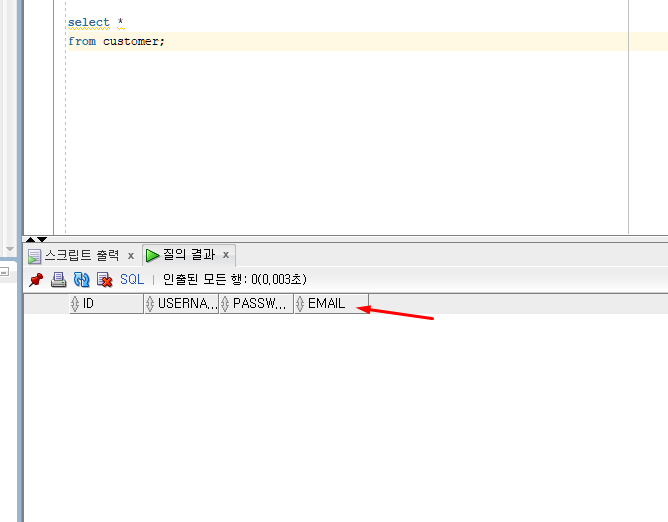 select *
from customer;
스크립트 출력 x 질의 결과 x
SQL | 인출된 모든 행: 0(0,003초)
ID USERNA... PASSW... EMAIL